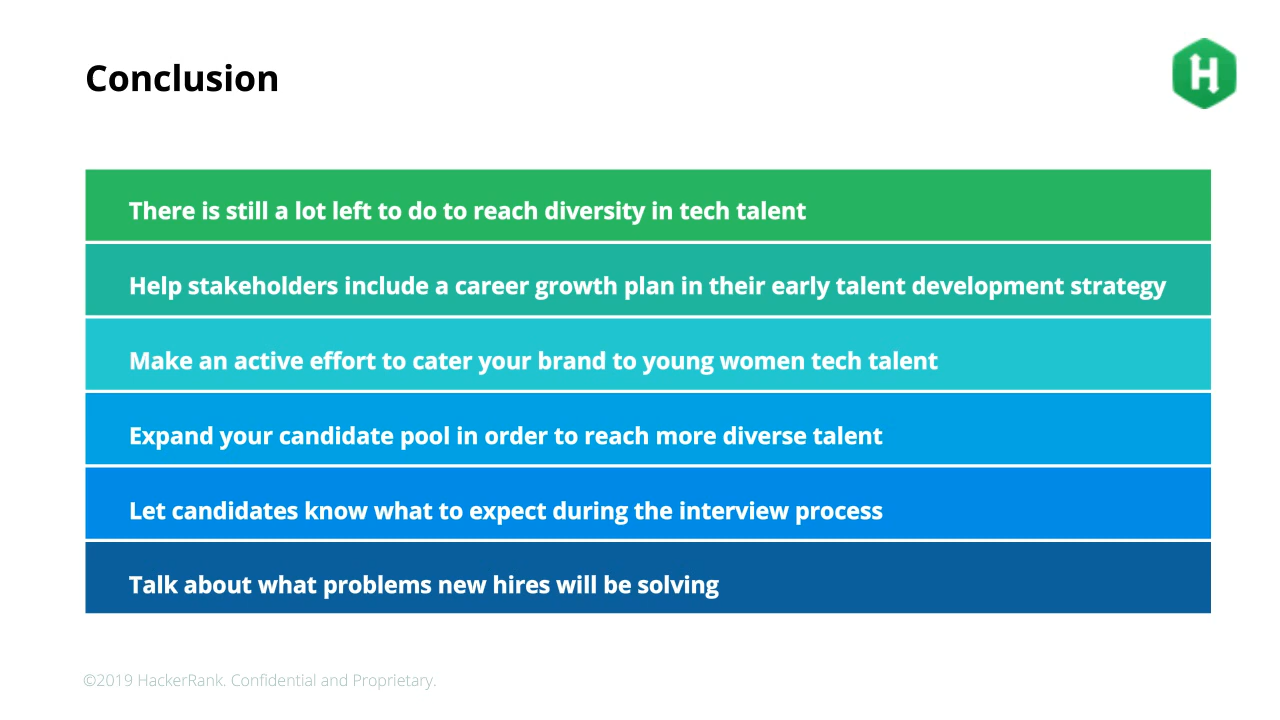 Conclusion
H
There is still a lot left to do to reach diversity in tech talent
Help stakeholders include a career growth plan in their early talent development strategy
Make an active effort to cater your brand to young women tech talent
Expand your candidate pool in order to reach more diverse talent
Let candidates know what to expect during the interview process
Talk about what problems new hires will be solving
©2019 HackerRank. Confidential and Proprietary.